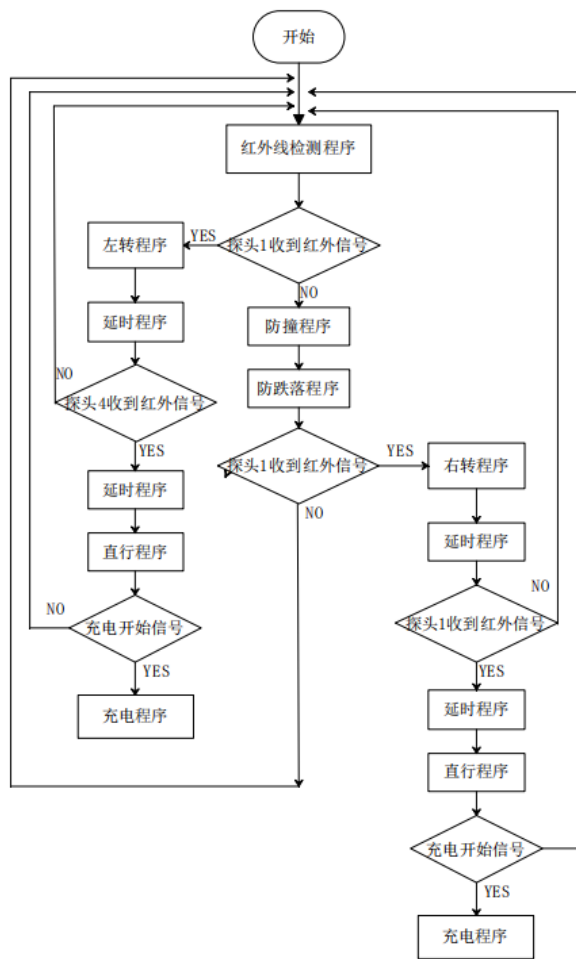 开始
红外线检测程序
探头1收到红外信号
YES
左转程序
NO
延时程序
防撞程序
NO
探头4收到红外信号
防跌落程序
YES
探头1收到红外信号
YES
右转程序
延时程序
NO
直行程序
延时程序
NO
充电开始信号
探头1收到红外信号
NO
YES
YES
充电程序
延时程序
直行程序
充电开始信号
YES
充电程序